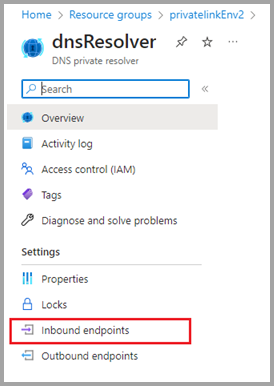 Home > Resource groups > privatelinkEnv2 >
dnsResolver
DNS private resolver
Search
Overview
Activity log
Access control (IAM)
Tags
Diagnose and solve problems
Settings
Properties
Locks
Inbound endpoints
Outbound endpoints